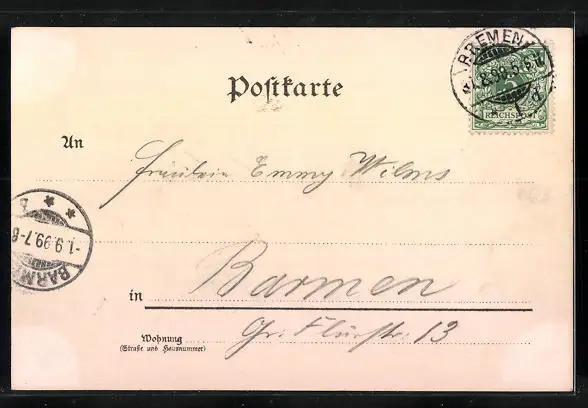 BREMEN
REICHSPOST
Postkarte
An
Fräulein Emmy Wilms
-1.9.99.7-8
BARM
in
Barmen
Wohnung
(Straße und Hausnummer)
Gr. Flurstr. 13